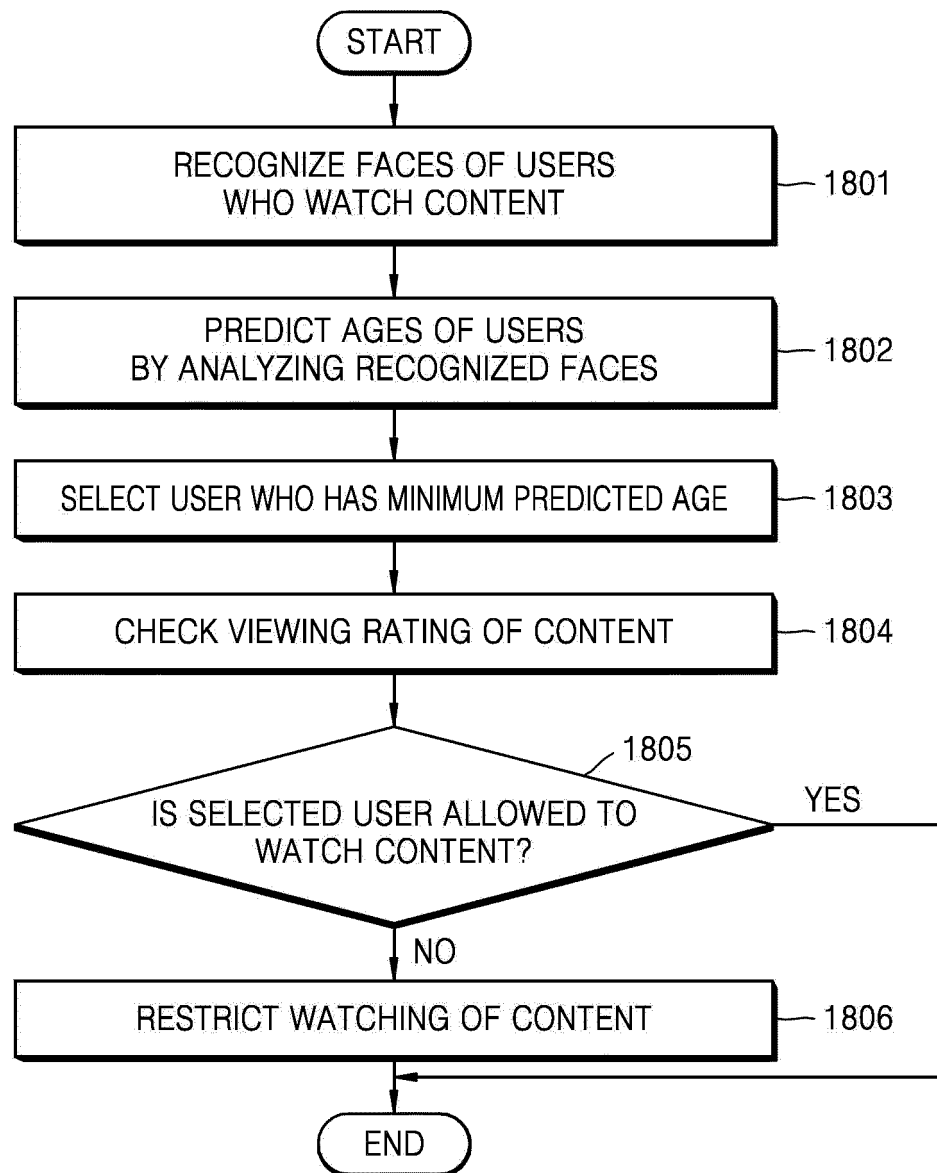 START
RECOGNIZE FACES OF USERS
WHO WATCH CONTENT
1801
PREDICT AGES OF USERS
BY ANALYZING RECOGNIZED FACES
1802
SELECT USER WHO HAS MINIMUM PREDICTED AGE
1803
CHECK VIEWING RATING OF CONTENT
1804
1805
IS SELECTED USER ALLOWED TO
WATCH CONTENT?
YES
NO
RESTRICT WATCHING OF CONTENT
1806
END